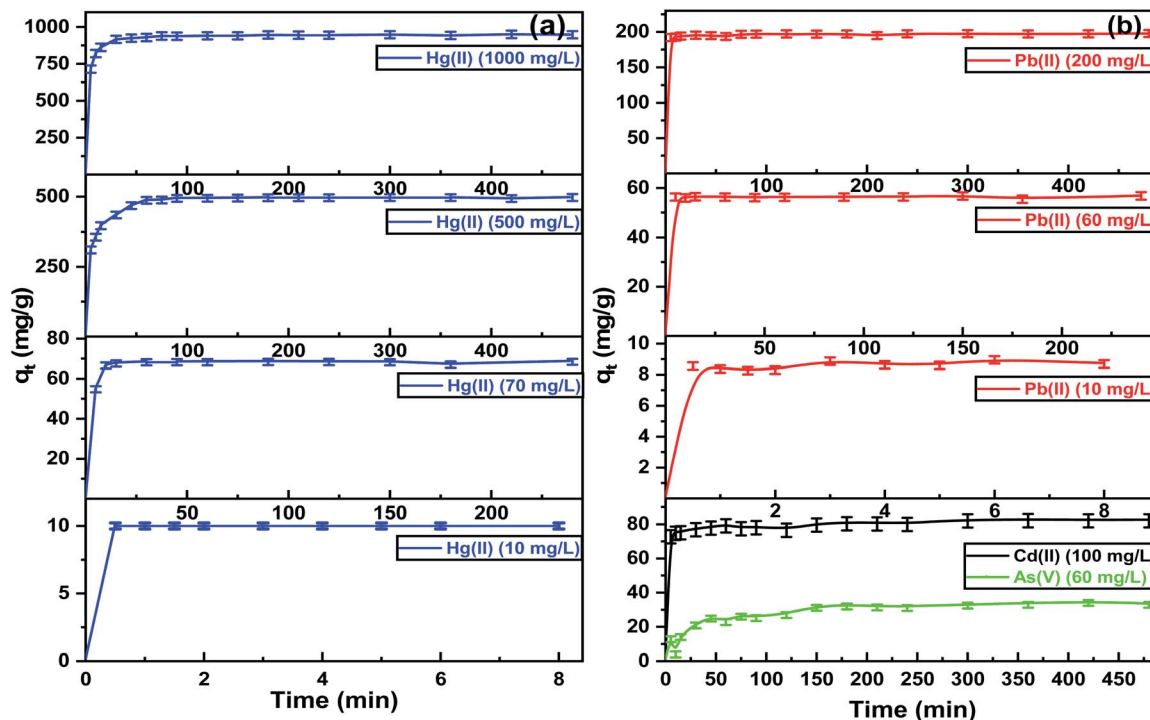 (a)
1000
750
500
250
Hg(II) (1000 mg/L)
100 200 300 400
500
250
Hg(II) (500 mg/L)
100 200 300 400
80
60
40
20
Hg(II) (70 mg/L)
50 100 150 200
10
5
0
Hg(II) (10 mg/L)
0 2 4 6 8
Time (min)
qt (mg/g)
(b)
200
150
100
50
Pb(II) (200 mg/L)
100 200 300 400
60
40
20
Pb(II) (60 mg/L)
50 100 150 200
10
8
6
4
2
Pb(II) (10 mg/L)
2 4 6 8
80
60
40
20
0
Cd(II) (100 mg/L)
As(V) (60 mg/L)
0 50 100 150 200 250 300 350 400 450
Time (min)
qt (mg/g)